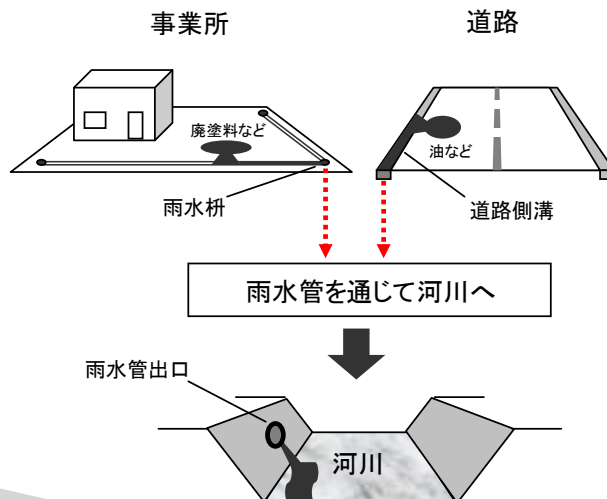 事業所
道路
廃塗料など
油など
雨水枡
道路側溝
雨水管を通じて河川へ
雨水管出口
河川